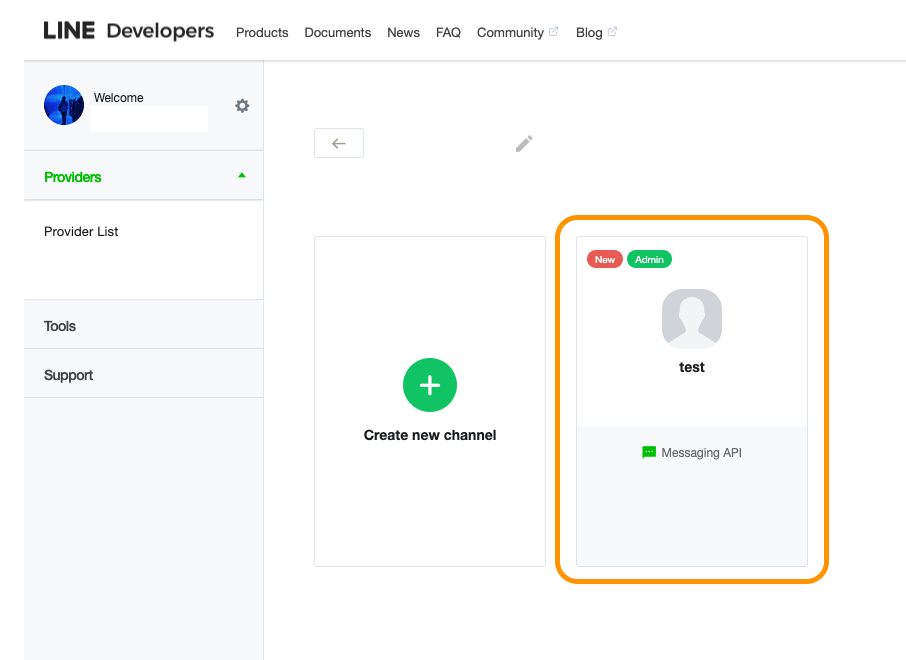 LINE Developers Products Documents News FAQ Community Blog
Welcome
Providers
Provider List
Tools
Support
Create new channel
New Admin
test
Messaging API